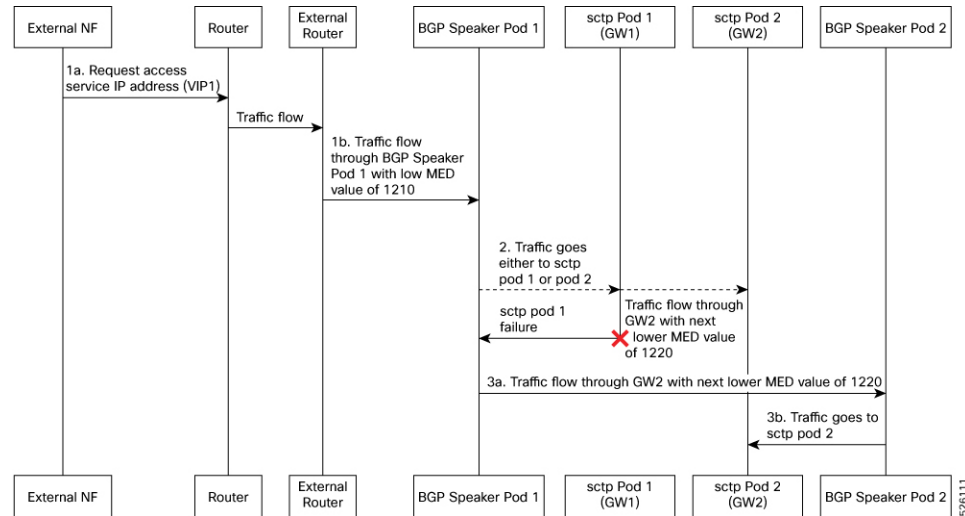 External NF
Router
External
Router
BGP Speaker Pod 1
sctp Pod 1
(GW1)
sctp Pod 2
(GW2)
BGP Speaker Pod 2
1a. Request access
service IP address (VIP1)
Traffic flow
1b. Traffic flow
through BGP Speaker
Pod 1 with low MED
value of 1210
2. Traffic goes
either to sctp
pod 1 or pod 2
sctp pod 1
failure
Traffic flow through
GW2 with next
lower MED value
of 1220
3a. Traffic flow through GW2 with next lower MED value of 1220
3b. Traffic goes to
sctp pod 2
External NF
Router
External
Router
BGP Speaker Pod 1
sctp Pod 1
(GW1)
sctp Pod 2
(GW2)
BGP Speaker Pod 2
526111